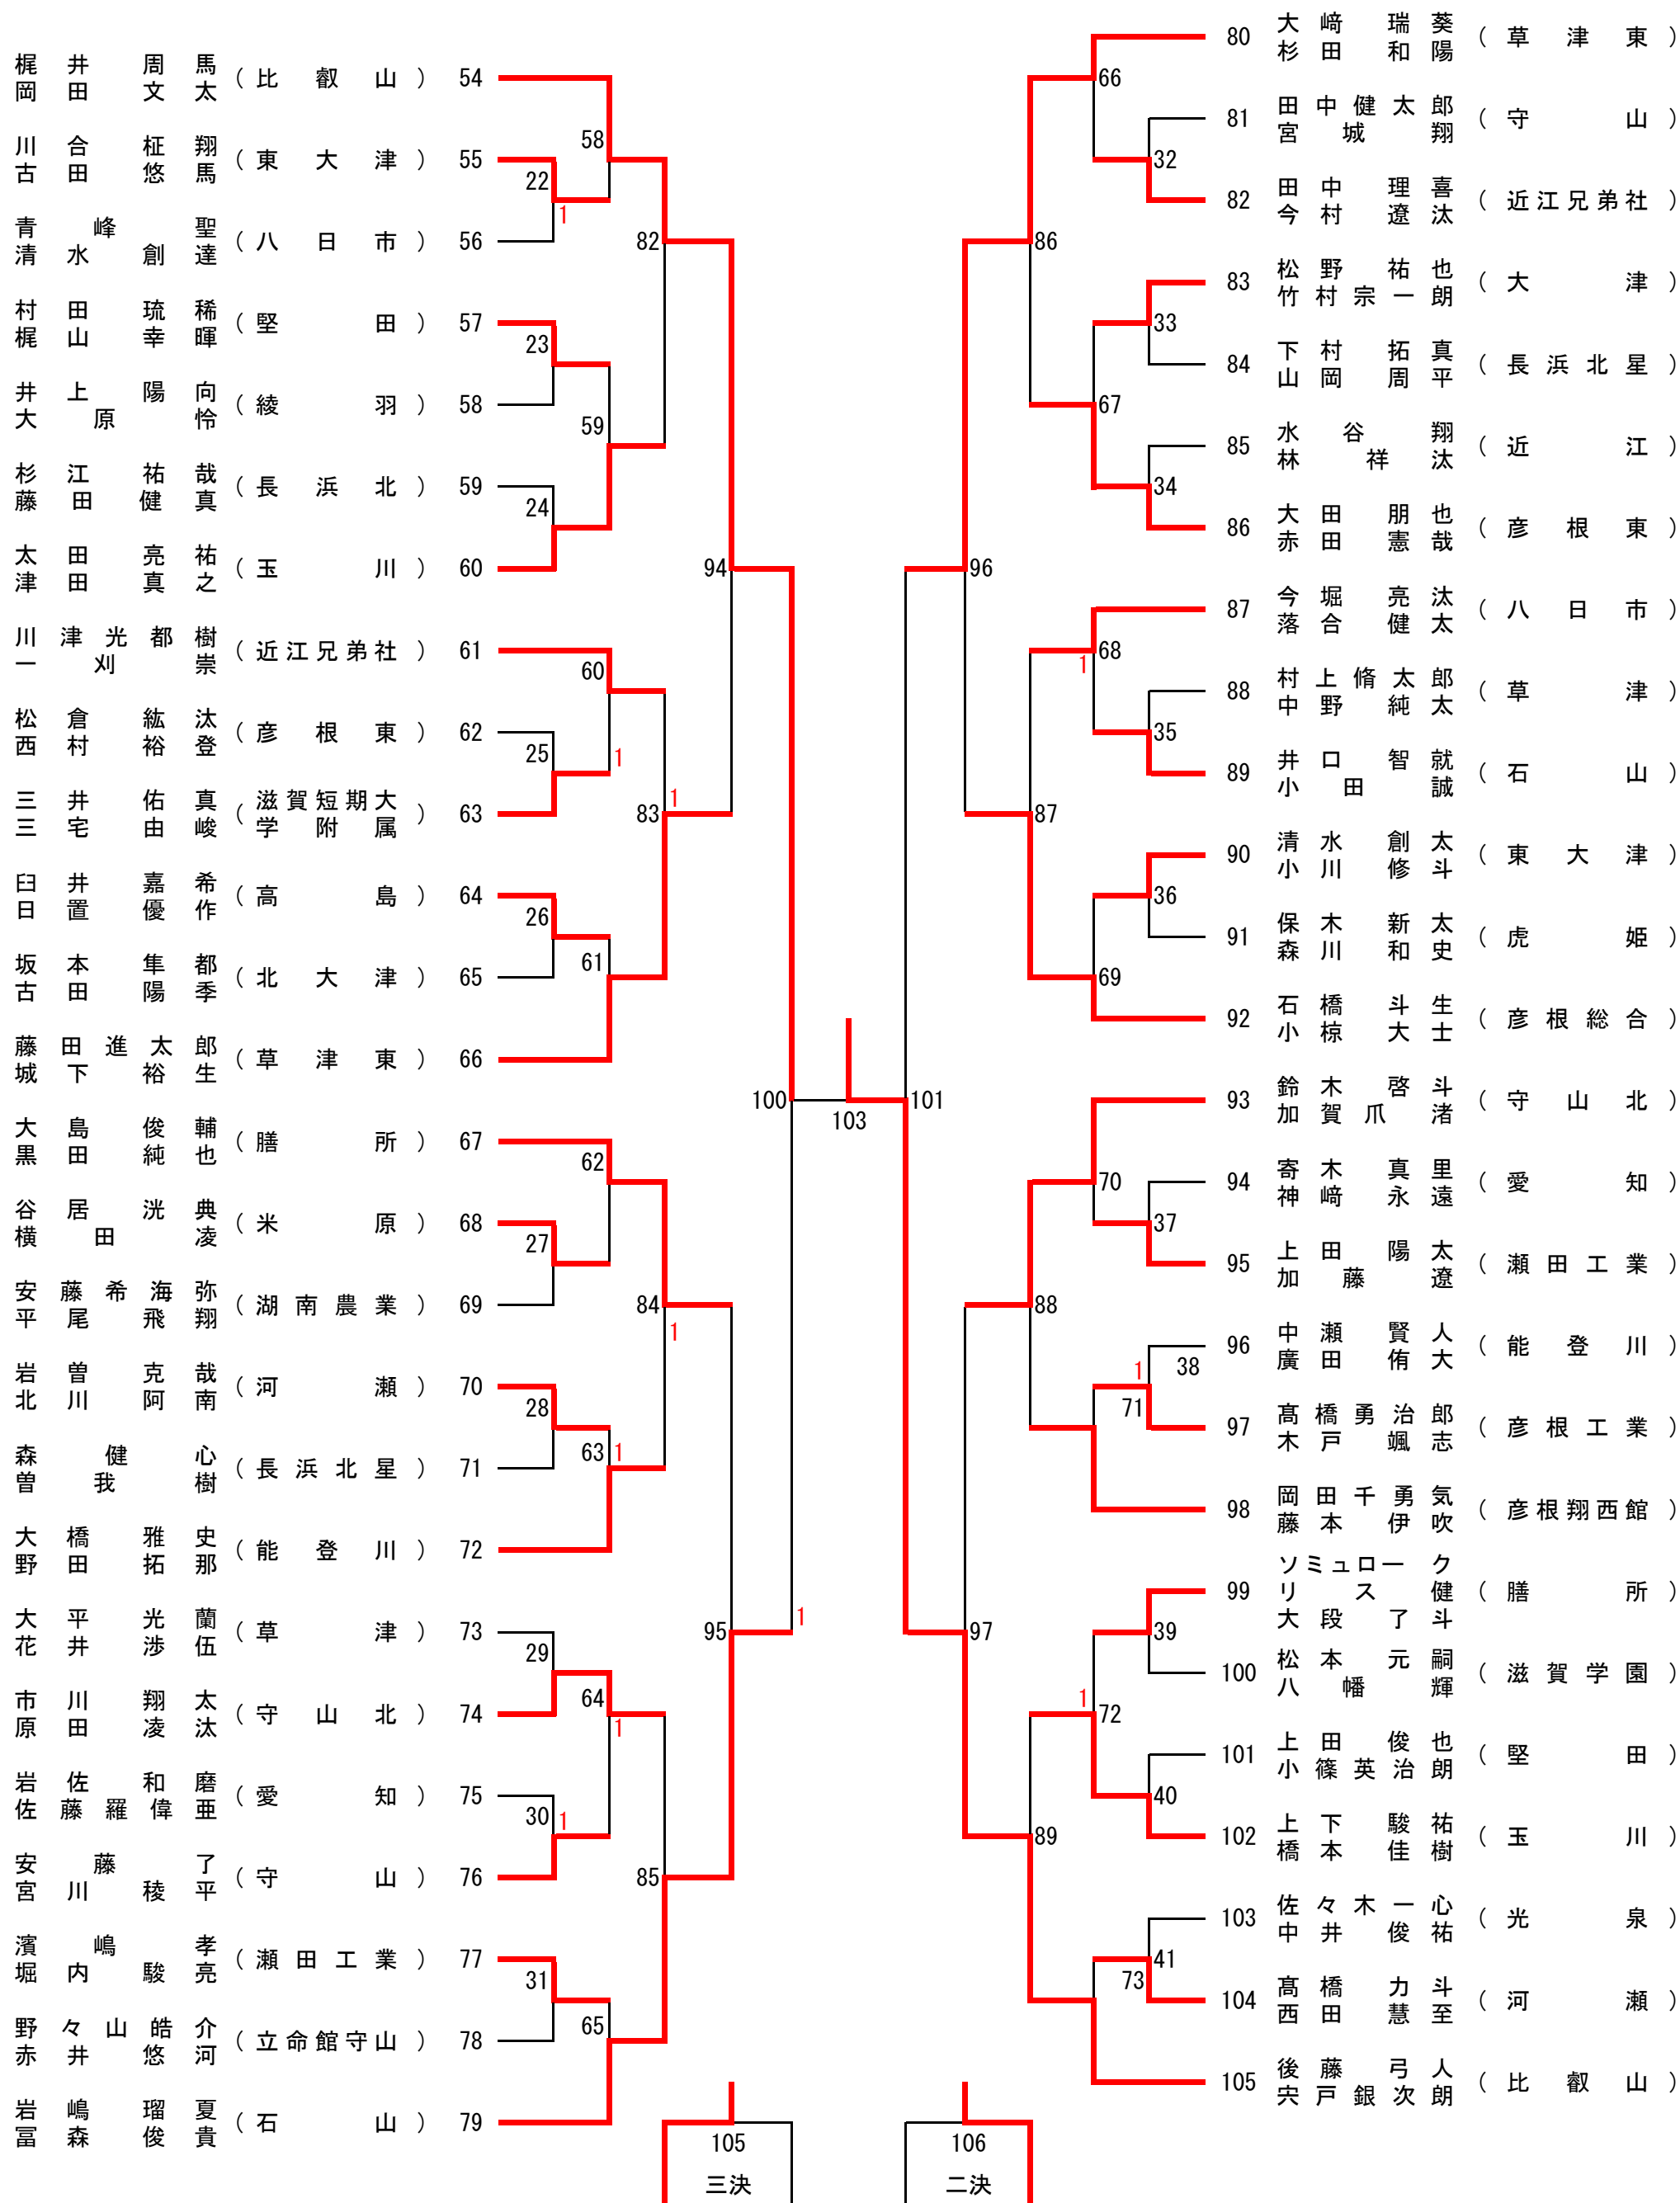 梶井周馬
岡田文太
(比叡山) 54
川合柾翔
古田悠馬
(東大津) 55
青峰聖
清水創達
(八日市) 56
村田琉稀
梶山幸暉
(堅田) 57
井上陽向
大原怜
(綾羽) 58
杉江祐哉
藤田健真
(長浜北) 59
太田亮祐
津田真之
(玉川) 60
川津光都樹
一刈崇
(近江兄弟社) 61
松倉紘汰
西村裕登
(彦根東) 62
三井佑真
三宅由峻
(滋賀短期大
学附属) 63
臼井嘉希
日置優作
(高島) 64
坂本隼都
古田陽季
(北大津) 65
藤田進太郎
城下裕生
(草津東) 66
大島俊輔
黒田純也
(膳所) 67
谷居洸典
横田凌
(米原) 68
安藤希海弥
平尾飛翔
(湖南農業) 69
岩曽克哉
北川阿南
(河瀬) 70
森健心
曽我樹
(長浜北星) 71
大橋雅史
野田拓那
(能登川) 72
大平光蘭
花井渉伍
(草津) 73
市川翔太
原田凌汰
(守山北) 74
岩佐和磨
佐藤羅偉亜
(愛知) 75
安藤了
宮川稜平
(守山) 76
濱嶋孝
堀内駿亮
(瀬田工業) 77
野々山皓介
赤井悠河
(立命館守山) 78
岩嶋瑠夏
冨森俊貴
(石山) 79
22
1
23
24
25
26
27
28
29
30
1
31
58
59
60
1
61
62
63
1
64
1
65
82
83
1
84
1
85
94
95
1
100
103
101
96
97
86
87
88
89
66
67
68
1
69
70
71
72
1
73
32
33
34
35
36
37
38
1
39
40
41
80 大﨑瑞葵
杉田和陽
(草津東)
81 田中健太郎
宮城翔
(守山)
82 田中理喜
今村遼汰
(近江兄弟社)
83 松野祐也
竹村宗一朗
(大津)
84 下村拓真
山岡周平
(長浜北星)
85 水谷翔
林祥汰
(近江)
86 大田朋也
赤田憲哉
(彦根東)
87 今堀亮汰
落合健太
(八日市)
88 村上脩太郎
中野純太
(草津)
89 井口智就
小田誠
(石山)
90 清水創太
小川修斗
(東大津)
91 保木新太
森川和史
(虎姫)
92 石橋斗生
小椋大士
(彦根総合)
93 鈴木啓斗
加賀爪渚
(守山北)
94 寄木真里
神﨑永遠
(愛知)
95 上田陽太
加藤遼
(瀬田工業)
96 中瀬賢人
廣田侑大
(能登川)
97 髙橋勇治郎
木戸颯志
(彦根工業)
98 岡田千勇気
藤本伊吹
(彦根翔西館)
99 ソミュローク
リス健
大段了斗
(膳所)
100 松本元嗣
八幡輝
(滋賀学園)
101 上田俊也
小篠英治朗
(堅田)
102 上下駿祐
橋本佳樹
(玉川)
103 佐々木一心
中井俊祐
(光泉)
104 髙橋力斗
西田慧至
(河瀬)
105 後藤弓人
宍戸銀次朗
(比叡山)
105
三決
106
二決